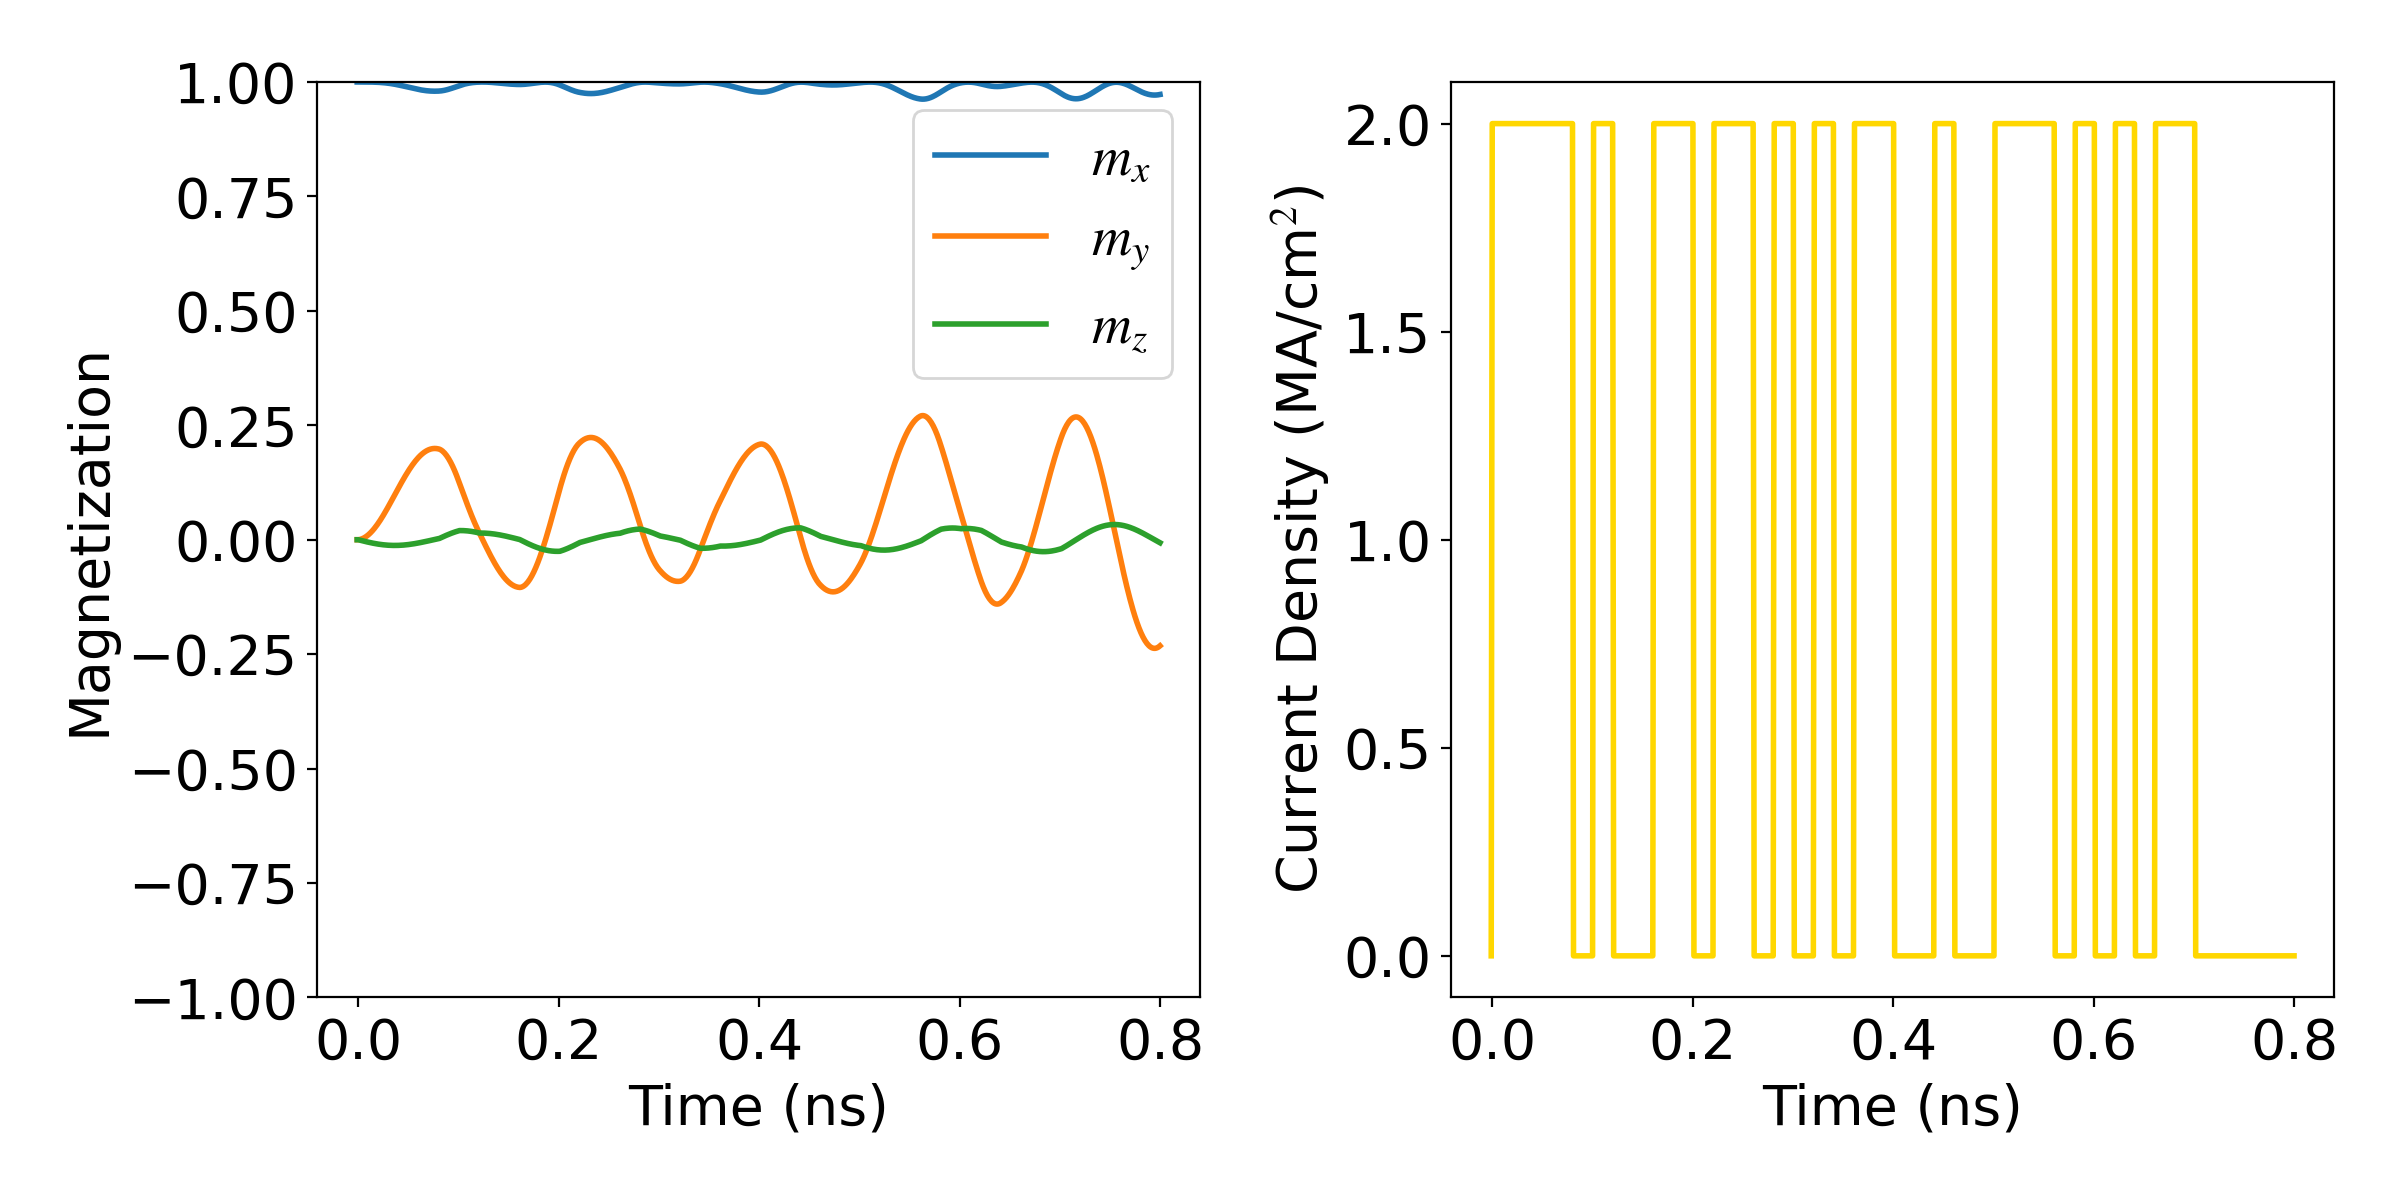 1.00
0.75
0.50
0.25
0.00
−0.25
−0.50
−0.75
−1.00
Magnetization
0.0 0.2 0.4 0.6 0.8
Time (ns)
m_x
m_y
m_z
2.0
1.5
1.0
0.5
0.0
Current Density (MA/cm²)
0.0 0.2 0.4 0.6 0.8
Time (ns)